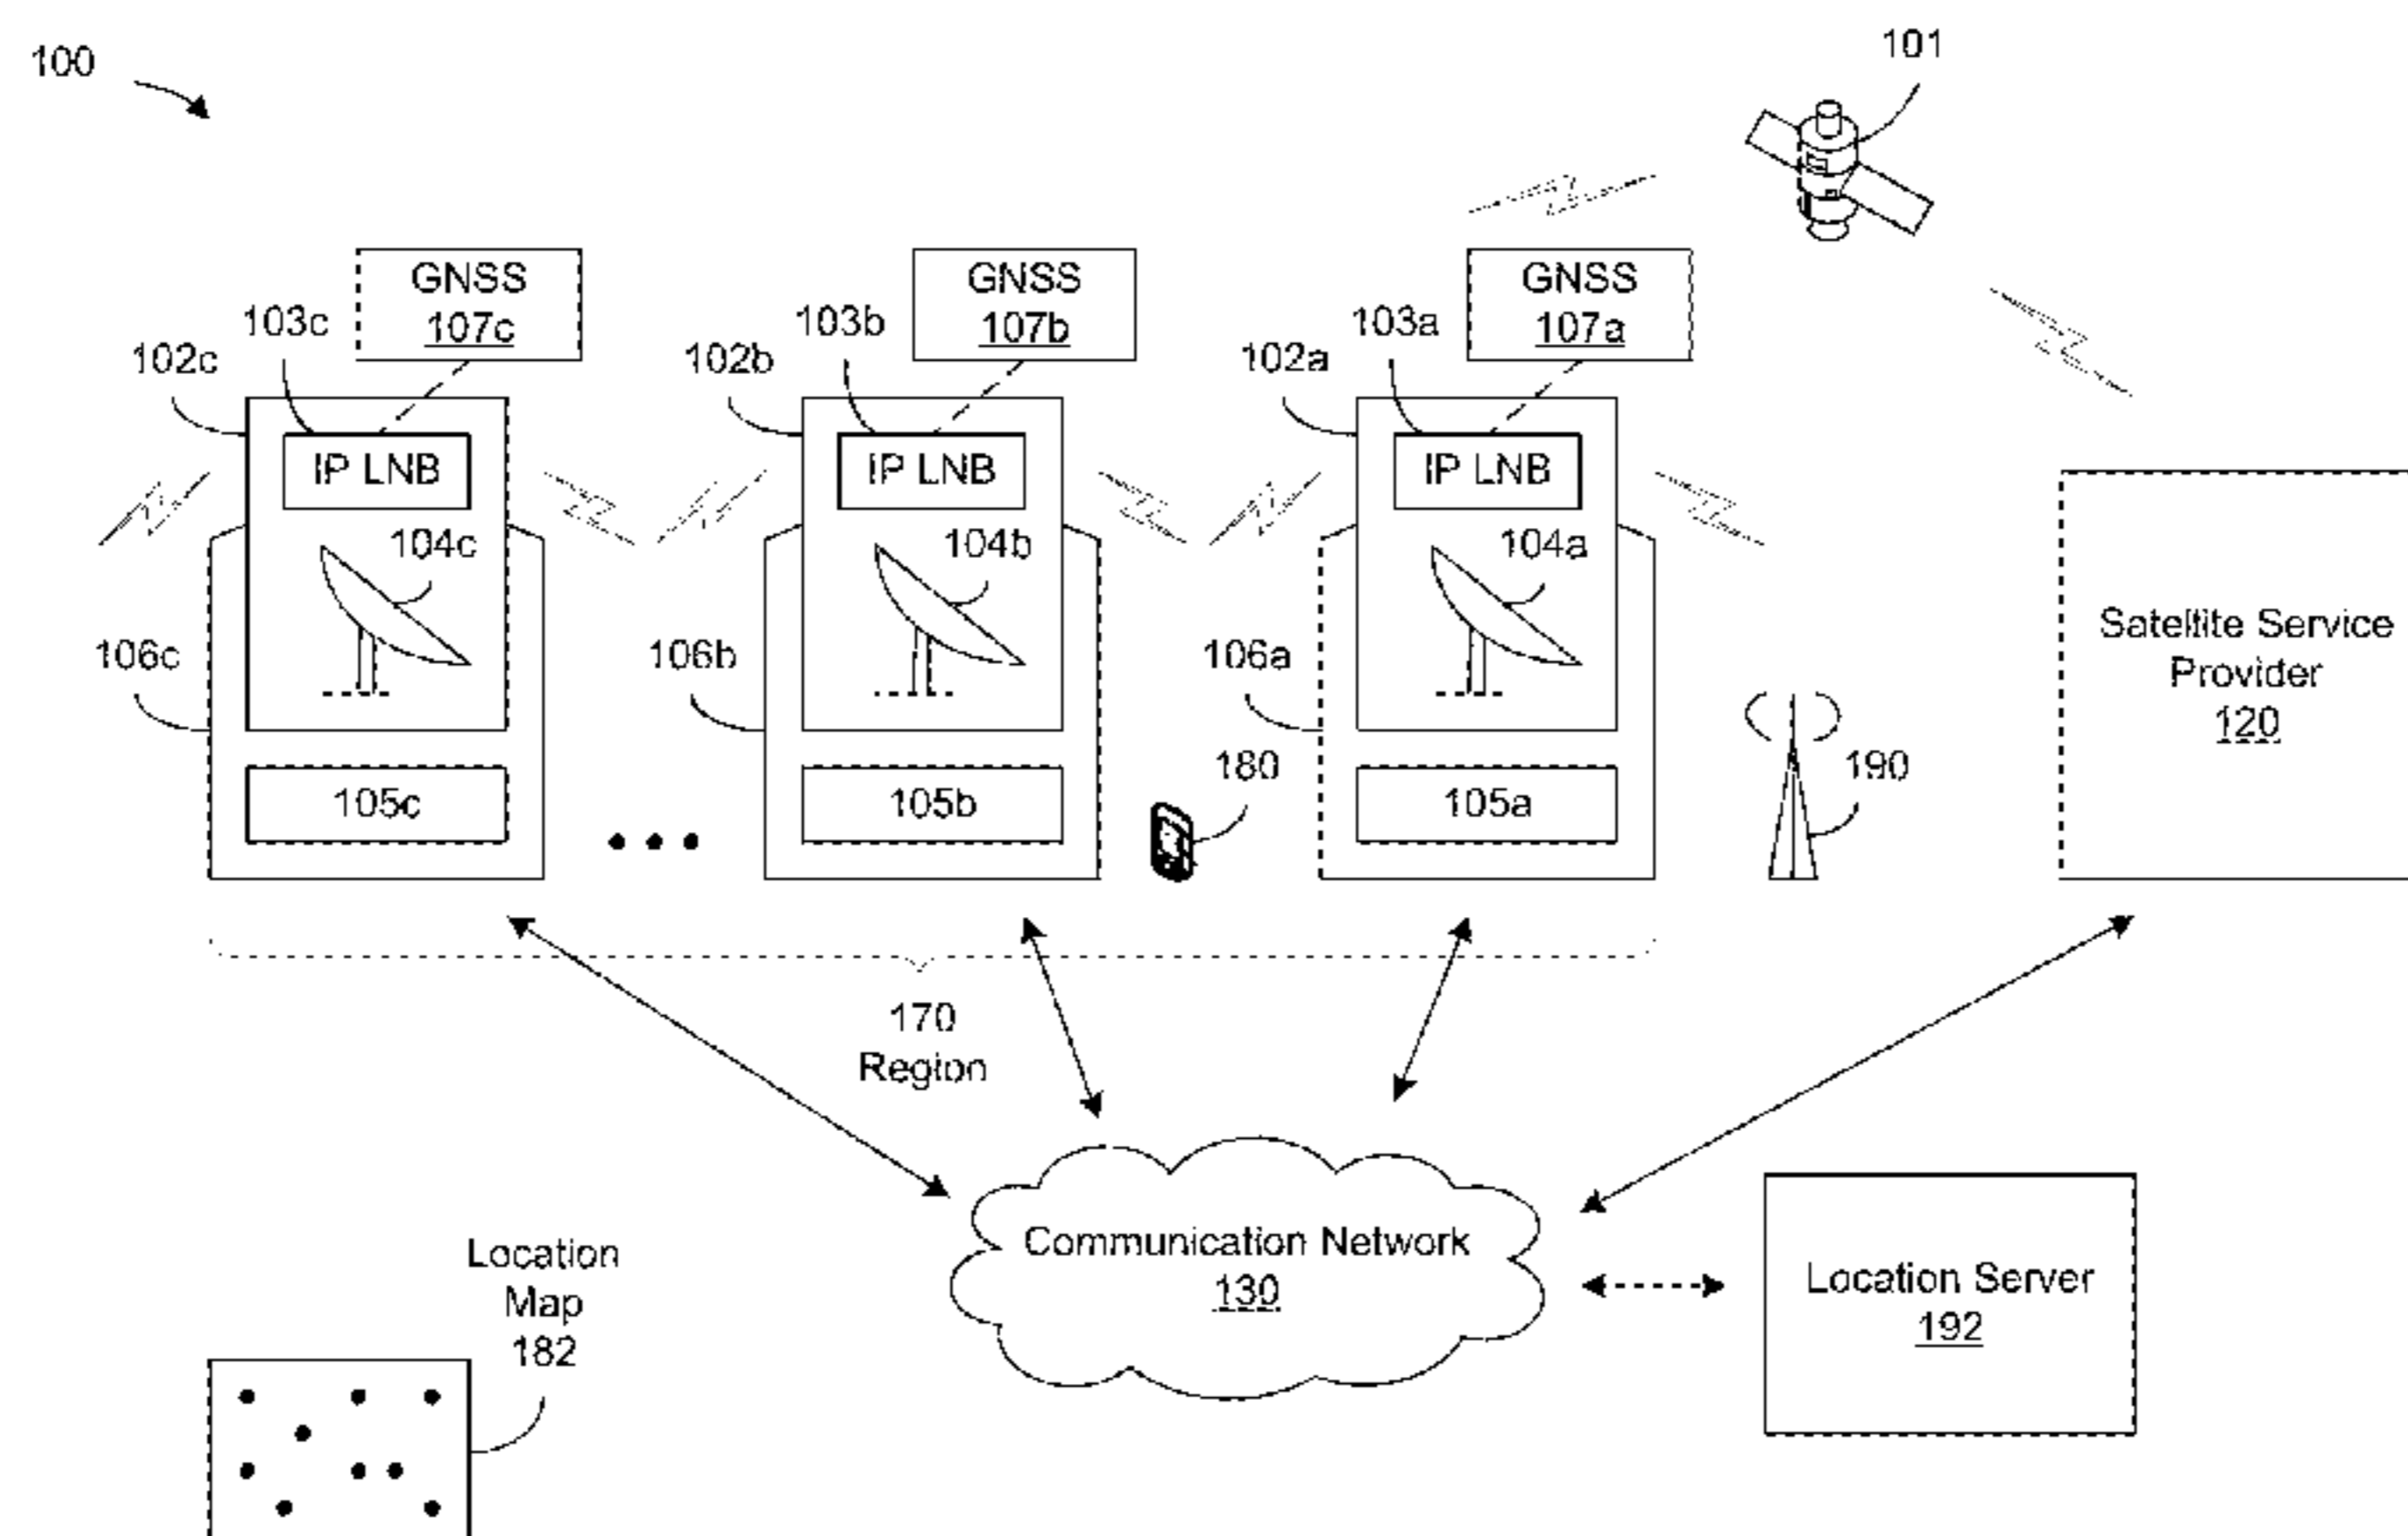 100
101
GNSS
107c
GNSS
107b
GNSS
107a
103c
103b
103a
102c
102b
102a
IP LNB
IP LNB
IP LNB
104c
104b
104a
106c
106b
106a
Satellite Service
Provider
120
180
190
105c
105b
105a
170
Region
Communication Network
130
Location Server
192
Location
Map
182